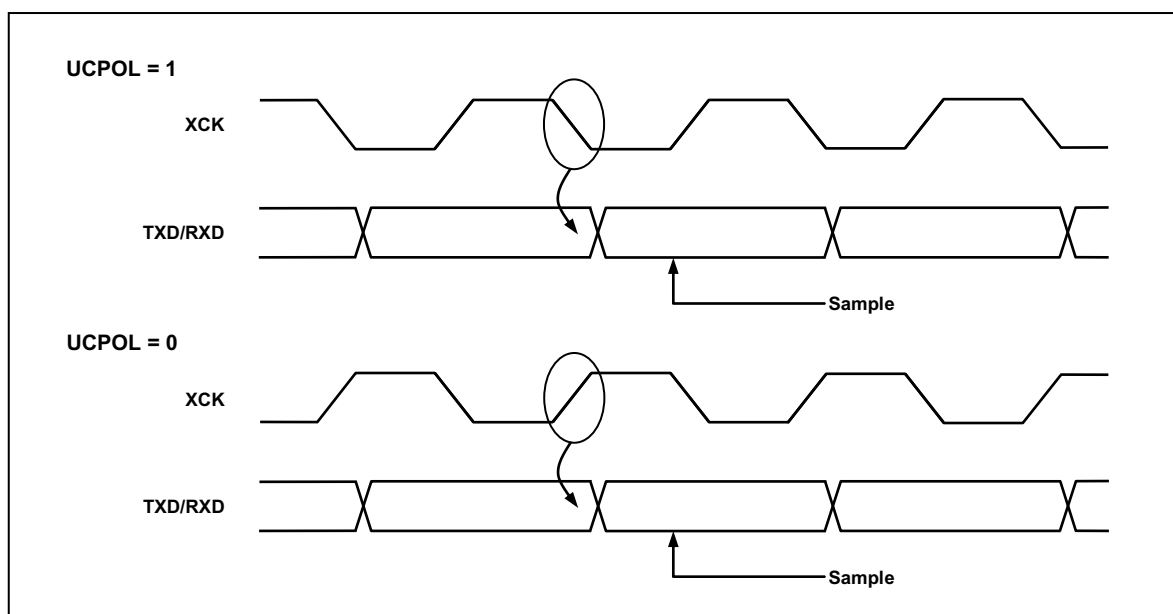 UCPOL = 1
XCK
TXD/RXD
Sample
UCPOL = 0
XCK
TXD/RXD
Sample